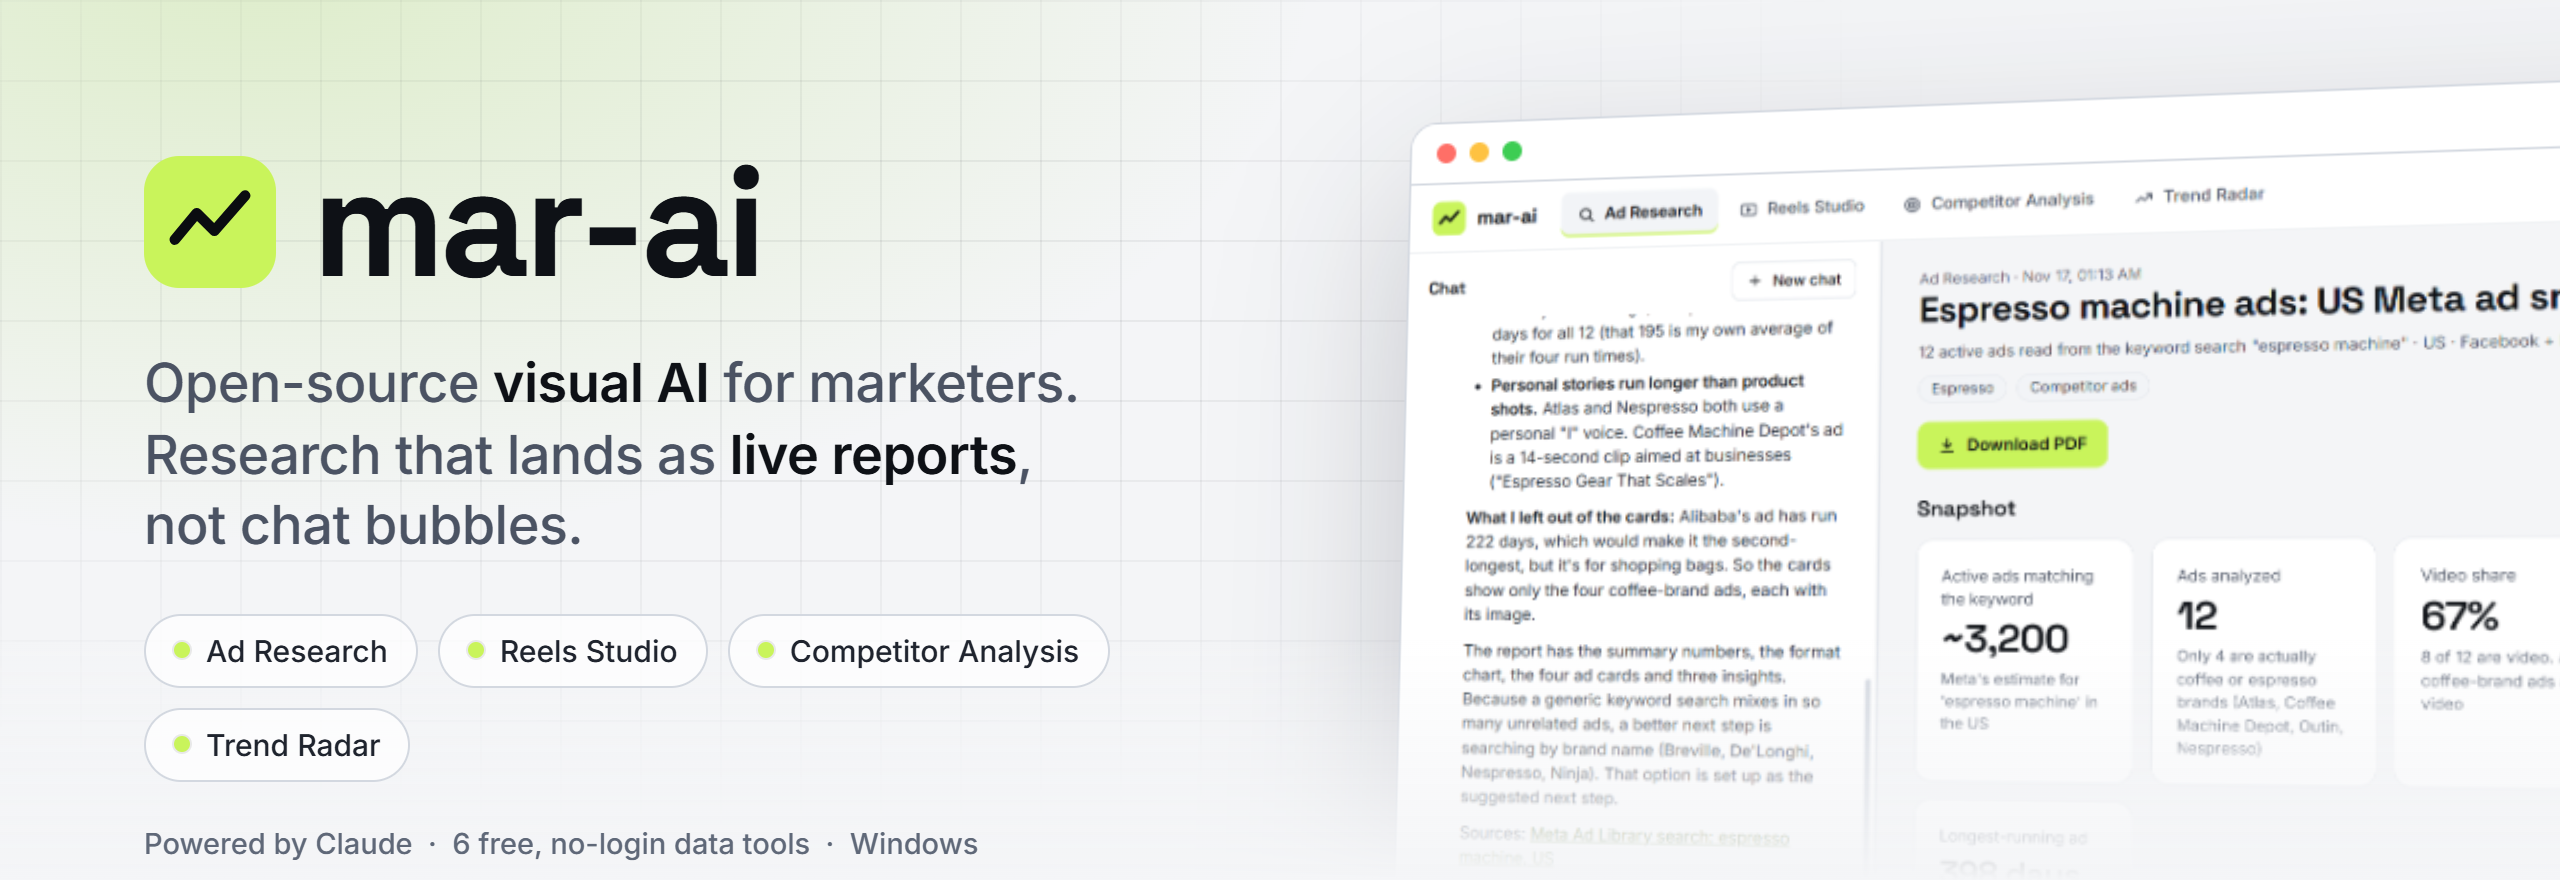 mar-ai
Open-source visual AI for marketers.
Research that lands as live reports,
not chat bubbles.
Ad Research
Reels Studio
Competitor Analysis
Trend Radar
Powered by Claude · 6 free, no-login data tools · Windows
mar-ai
Ad Research
Reels Studio
Competitor Analysis
Trend Radar
Chat
+ New chat
days for all 12 (that 195 is my own average of
their four run times).
• Personal stories run longer than product
shots. Atlas and Nespresso both use a
personal "I" voice. Coffee Machine Depot's ad
is a 14-second clip aimed at businesses
("Espresso Gear That Scales").
What I left out of the cards: Alibaba's ad has run
222 days, which would make it the second-
longest, but it's for shopping bags. So the cards
show only the four coffee-brand ads, each with
its image.
The report has the summary numbers, the format
chart, the four ad cards and three insights.
Because a generic keyword search mixes in so
many unrelated ads, a better next step is
searching by brand name (Breville, De'Longhi,
Nespresso, Ninja). That option is set up as the
suggested next step.
Sources: Meta Ad Library search: espresso
machine, US
Ad Research · Nov 17, 01:13 AM
Espresso machine ads: US Meta ad
12 active ads read from the keyword search "espresso machine" · US · Facebook +
Espresso
Competitor ads
Download PDF
Snapshot
Active ads matching
the keyword
~3,200
Meta's estimate for
"espresso machine" in
the US
Ads analyzed
12
Only 4 are actually
coffee or espresso
brands (Atlas, Coffee
Machine Depot, Outin,
Nespresso)
Video share
67%
8 of 12 are video.
coffee-brand ads
video
Longest-running ad